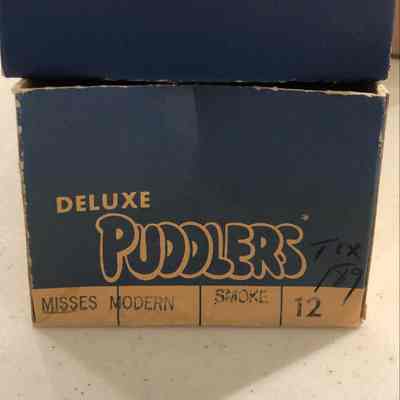 DELUXE
PUDDLERS
MISSES MODERN SMOKE 12